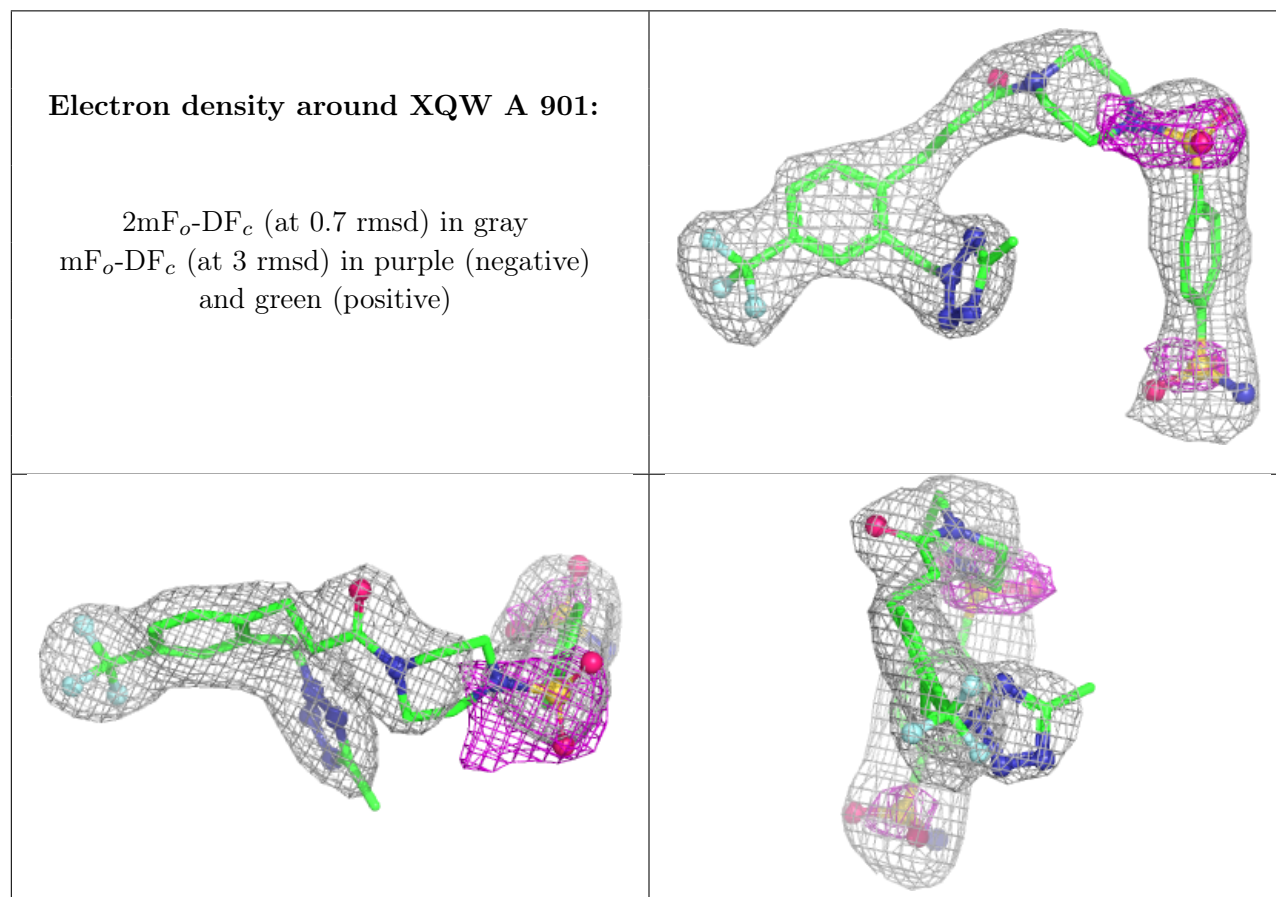 Electron density around XQW A 901:
2mFo-DFc (at 0.7 rmsd) in gray
mFo-DFc (at 3 rmsd) in purple (negative)
and green (positive)